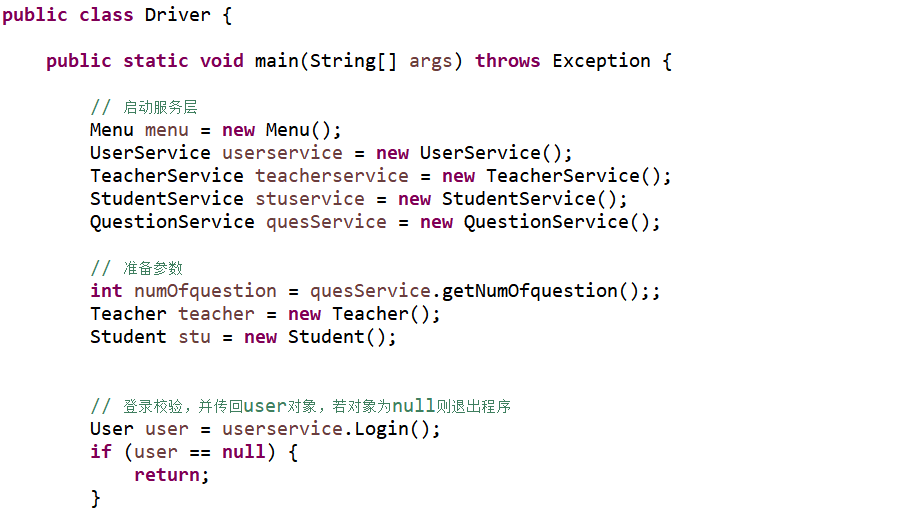 public class Driver {
public static void main(String[] args) throws Exception {
// 启动服务层
Menu menu = new Menu();
UserService userservice = new UserService();
TeacherService teacherservice = new TeacherService();
StudentService stuservice = new StudentService();
QuestionService quesService = new QuestionService();
// 准备参数
int numOfquestion = quesService.getNumOfquestion();;
Teacher teacher = new Teacher();
Student stu = new Student();
// 登录校验，并传回user对象，若对象为null则退出程序
User user = userservice.Login();
if (user == null) {
return;
}